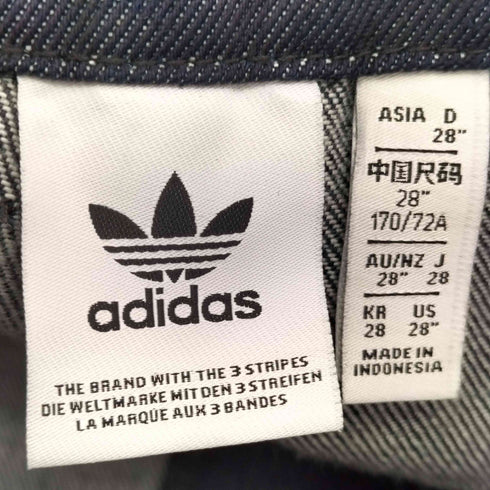 adidas
THE BRAND WITH THE 3 STRIPES
DIE WELTMARKE MIT DEN 3 STREIFEN
LA MARQUE AUX 3 BANDES
ASIA D
28"
中国尺码
28"
170/72A
AU/NZ J
28" 28
KR US
28 28"
MADE IN
INDONESIA